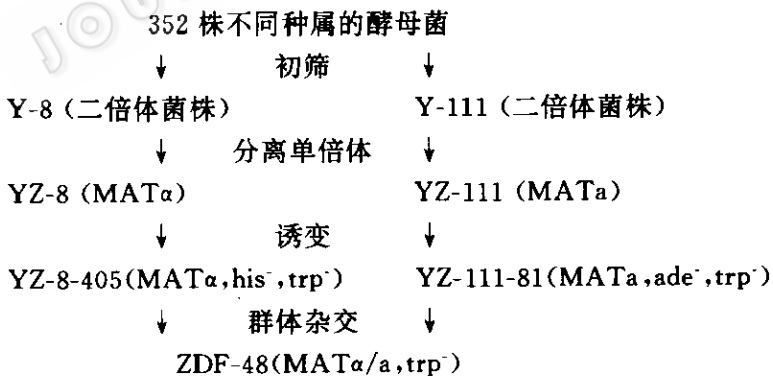 352 株不同种属的酵母菌
↓ 初筛 ↓
Y-8 (二倍体菌株) Y-111 (二倍体菌株)
↓ 分离单倍体 ↓
YZ-8 (MATα) YZ-111 (MATa)
↓ 诱变 ↓
YZ-8-405(MATα,his⁻,trp⁻) YZ-111-81(MATa,ade⁻,trp⁻)
↓ 群体杂交 ↓
ZDF-48(MATα/a,trp⁻)